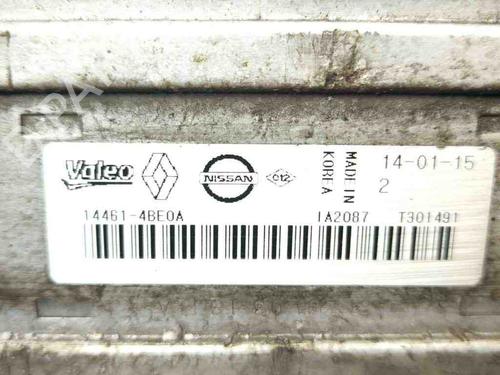 Valeo NISSAN C12 MADE IN KOREA 14-01-15
2
14461-4BE0A IA2087 T301491